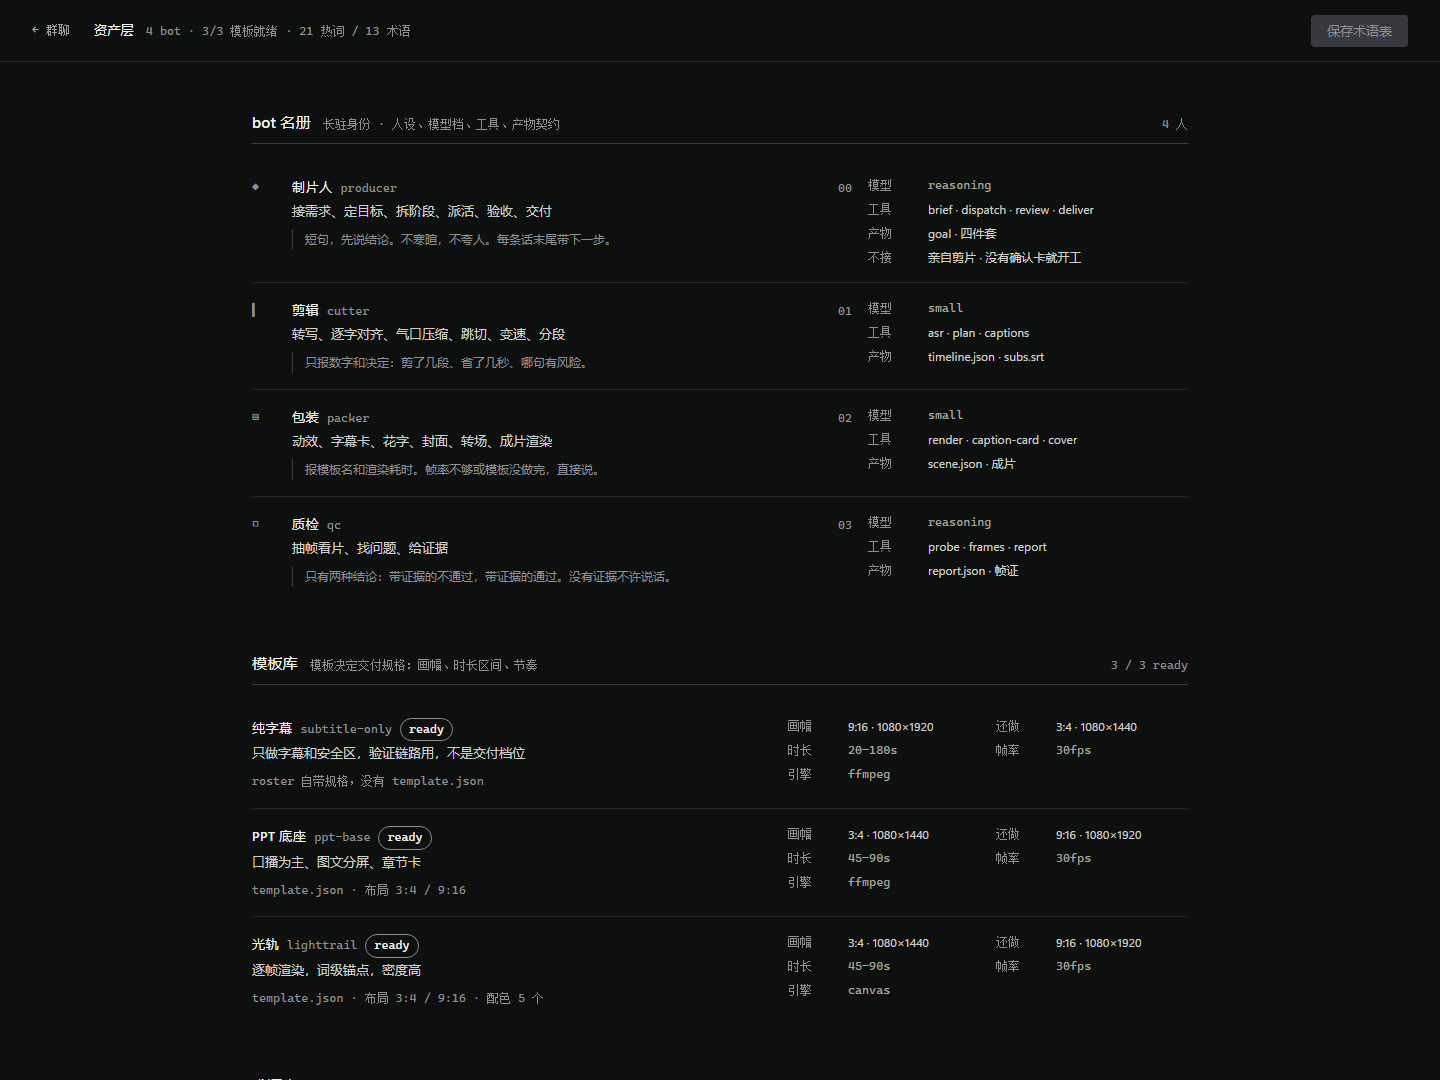 ← 群聊 资产层 4 bot · 3/3 模板就绪 · 21 热词 / 13 术语 保存术语表
bot 名册 长驻身份 · 人设、模型档、工具、产物契约 4 人
制片人 producer 00 模型 reasoning
接需求、定目标、拆阶段、派活、验收、交付 工具 brief · dispatch · review · deliver
短句，先说结论。不寒暄，不夸人。每条话末尾带下一步。 产物 goal · 四件套
不接 亲自剪片 · 没有确认卡就开工
剪辑 cutter 01 模型 small
转写、逐字对齐、气口压缩、跳切、变速、分段 工具 asr · plan · captions
只报数字和决定：剪了几段、省了几秒、哪句有风险。 产物 timeline.json · subs.srt
包装 packer 02 模型 small
动效、字幕卡、花字、封面、转场、成片渲染 工具 render · caption-card · cover
报模板名和渲染耗时。帧率不够或模板没做完，直接说。 产物 scene.json · 成片
质检 qc 03 模型 reasoning
抽帧看片、找问题、给证据 工具 probe · frames · report
只有两种结论：带证据的不通过，带证据的通过。没有证据不许说话。 产物 report.json · 帧证
模板库 模板决定交付规格：画幅、时长区间、节奏 3 / 3 ready
纯字幕 subtitle-only ready 画幅 9:16 · 1080×1920 还做 3:4 · 1080×1440
只做字幕和安全区，验证链路用，不是交付档位 时长 20–180s 帧率 30fps
roster 自带规格，没有 template.json 引擎 ffmpeg
PPT 底座 ppt-base ready 画幅 3:4 · 1080×1440 还做 9:16 · 1080×1920
口播为主、图文分屏、章节卡 时长 45–90s 帧率 30fps
template.json · 布局 3:4 / 9:16 引擎 ffmpeg
光轨 lighttrail ready 画幅 3:4 · 1080×1440 还做 9:16 · 1080×1920
逐帧渲染，词级锚点，密度高 时长 45–90s 帧率 30fps
template.json · 布局 3:4 / 9:16 · 配色 5 个 引擎 canvas